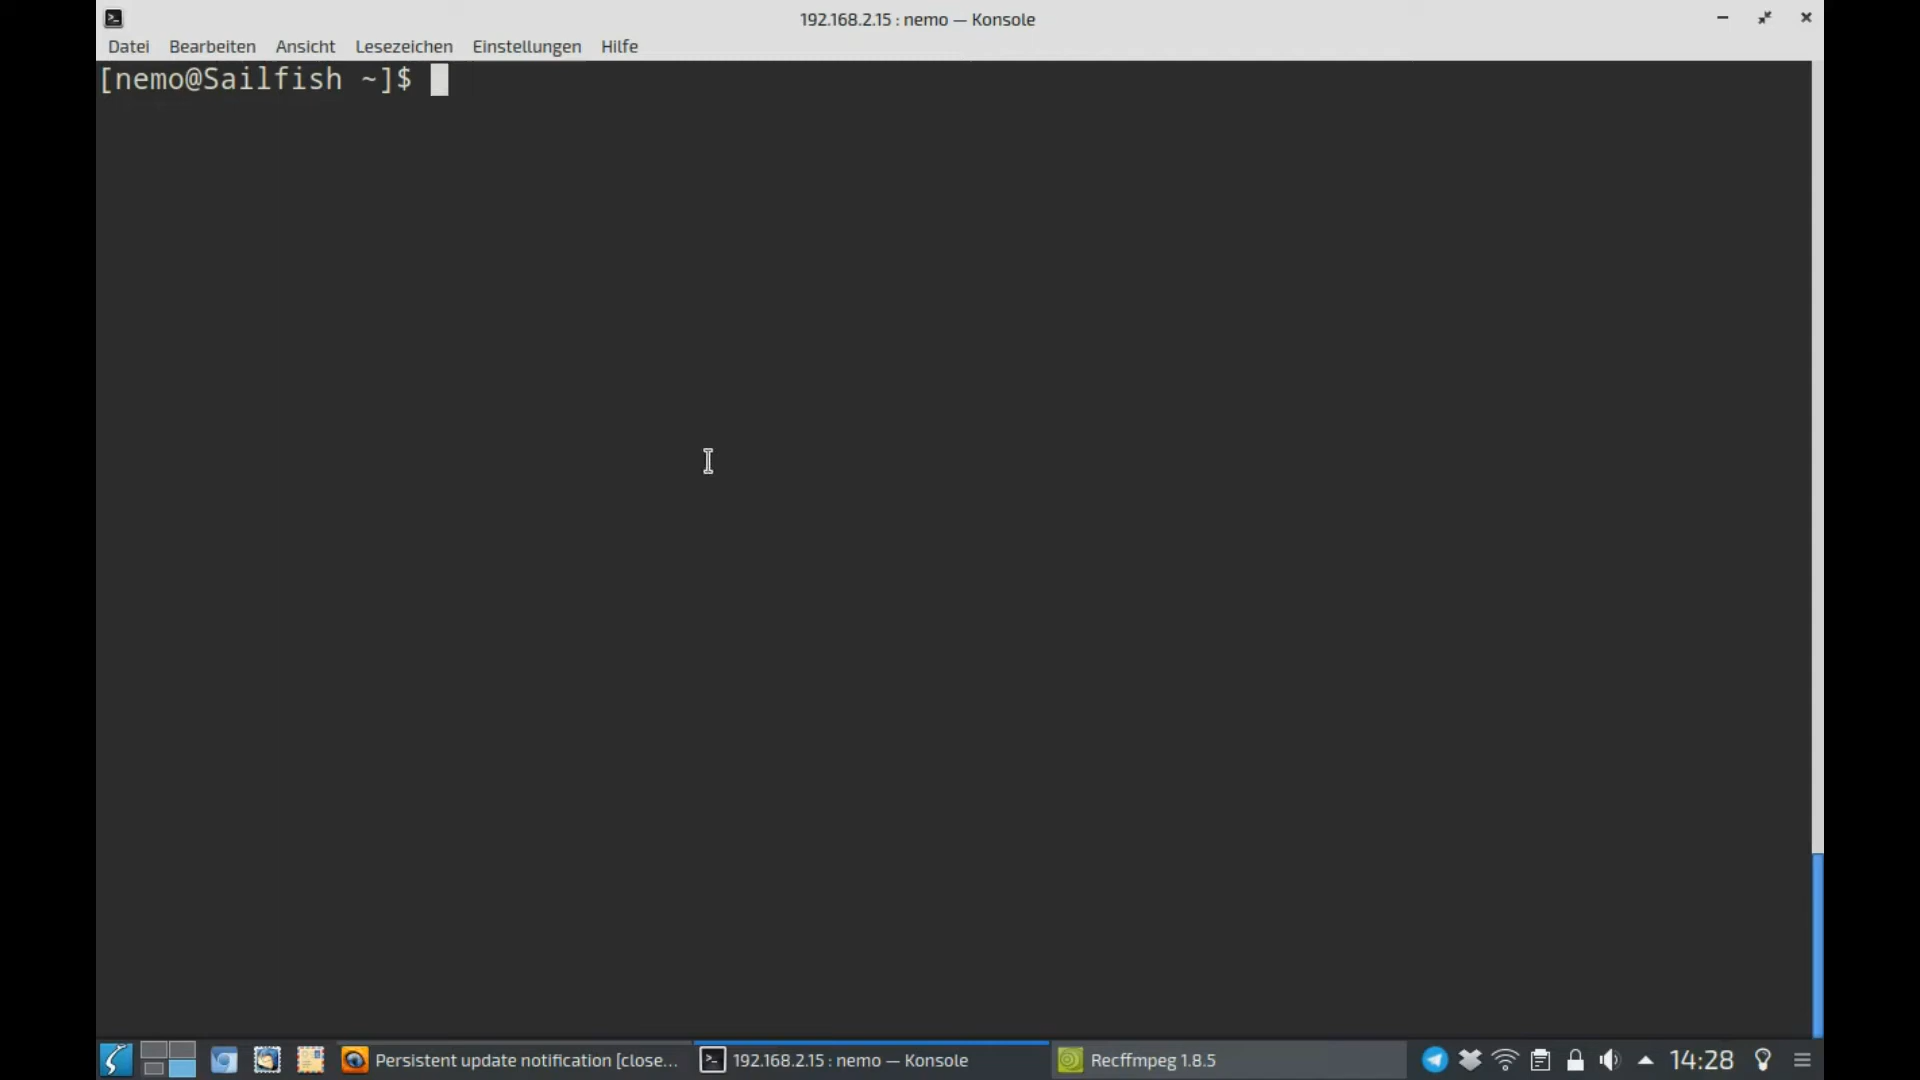 192.168.2.15 : nemo — Konsole
Datei Bearbeiten Ansicht Lesezeichen Einstellungen Hilfe
[nemo@Sailfish ~]$
Persistent update notification [close... 192.168.2.15 : nemo — Konsole Recffmpeg 1.8.5 14:28